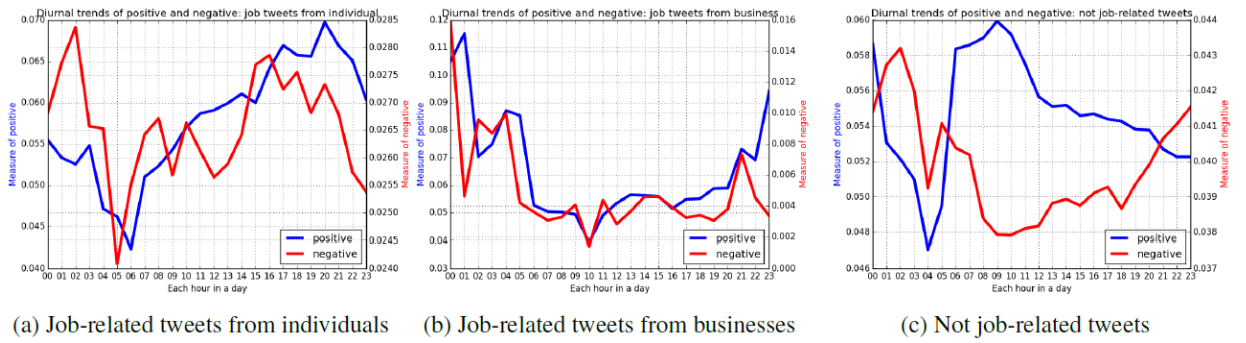 Diurnal trends of positive and negative: job tweets from individual
0.070
0.065
0.060
0.055
0.050
0.045
0.040
Measure of positive
0.0285
0.0280
0.0275
0.0270
0.0265
0.0260
0.0255
0.0250
0.0245
0.0240
Measure of negative
positive
negative
00 01 02 03 04 05 06 07 08 09 10 11 12 13 14 15 16 17 18 19 20 21 22 23
Each hour in a day
(a) Job-related tweets from individuals
Diurnal trends of positive and negative: job tweets from business
0.12
0.11
0.10
0.09
0.08
0.07
0.06
0.05
0.04
0.03
Measure of positive
0.016
0.014
0.012
0.010
0.008
0.006
0.004
0.002
0.000
Measure of negative
positive
negative
00 01 02 03 04 05 06 07 08 09 10 11 12 13 14 15 16 17 18 19 20 21 22 23
Each hour in a day
(b) Job-related tweets from businesses
Diurnal trends of positive and negative: not job-related tweets
0.060
0.058
0.056
0.054
0.052
0.050
0.048
0.046
Measure of positive
0.044
0.043
0.042
0.041
0.040
0.039
0.038
0.037
Measure of negative
positive
negative
00 01 02 03 04 05 06 07 08 09 10 11 12 13 14 15 16 17 18 19 20 21 22 23
Each hour in a day
(c) Not job-related tweets